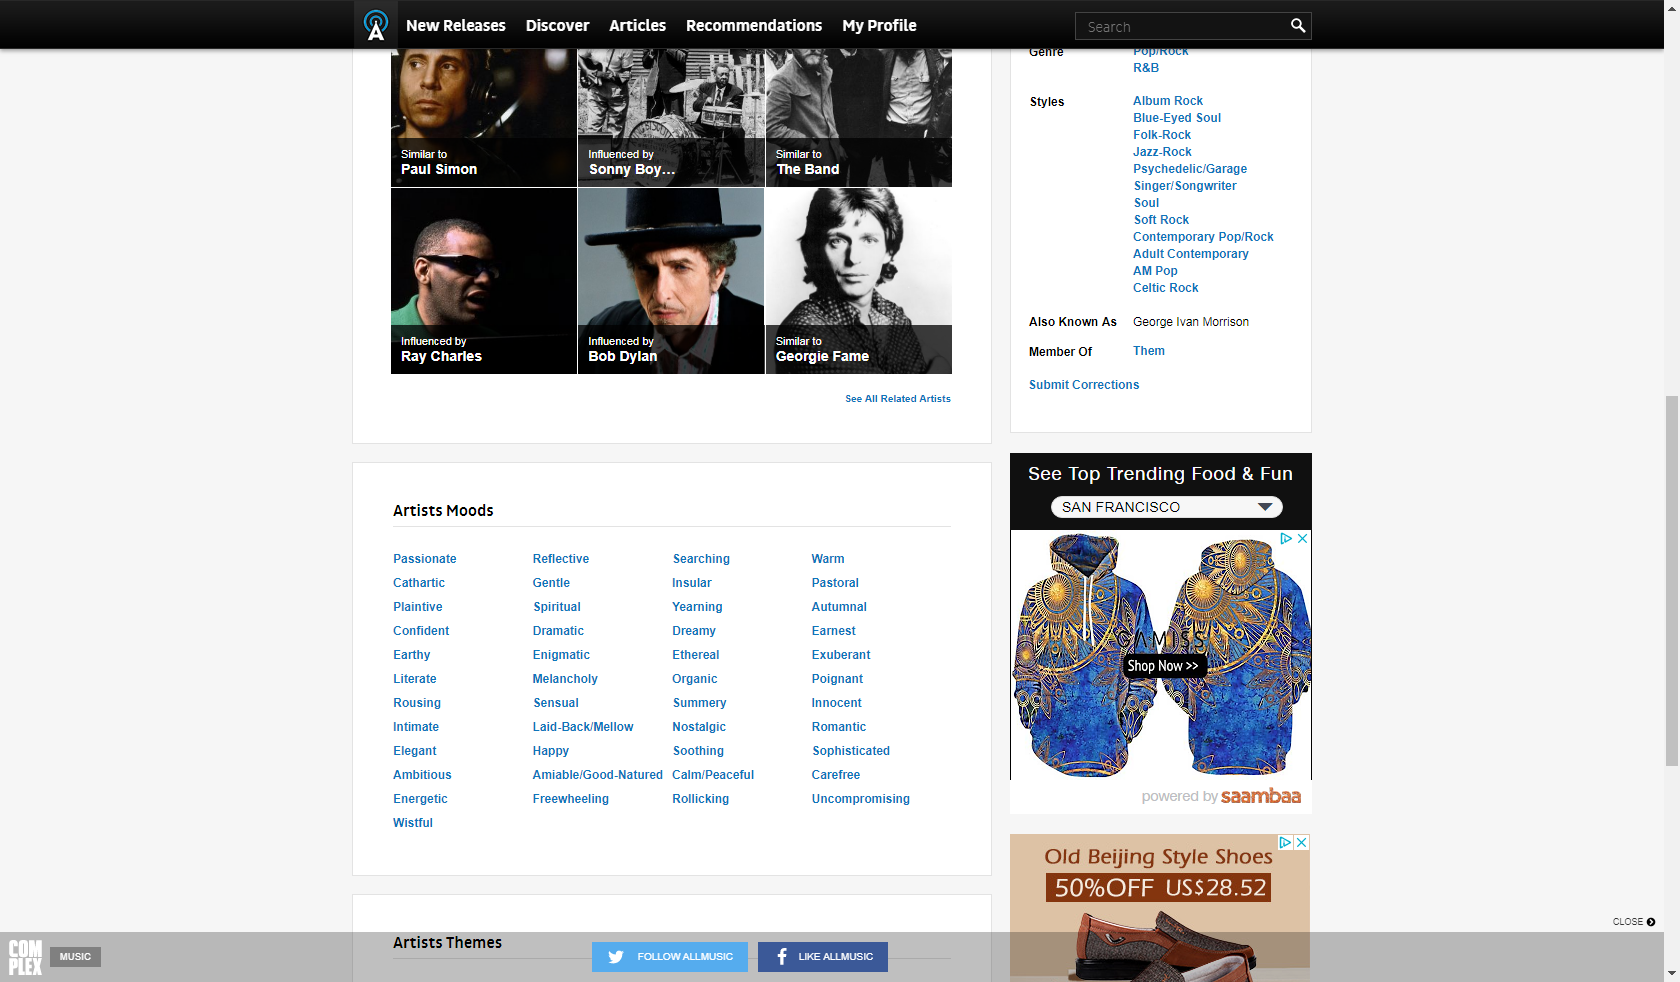 New Releases
Discover
Articles
Recommendations
My Profile
Search
Similar to
Paul Simon
Influenced by
Sonny Boy...
Similar to
The Band
Influenced by
Ray Charles
Influenced by
Bob Dylan
Similar to
Georgie Fame
See All Related Artists
Genre
Pop/Rock
R&B
Styles
Album Rock
Blue-Eyed Soul
Folk-Rock
Jazz-Rock
Psychedelic/Garage
Singer/Songwriter
Soul
Soft Rock
Contemporary Pop/Rock
Adult Contemporary
AM Pop
Celtic Rock
Also Known As
George Ivan Morrison
Member Of
Them
Submit Corrections
Artists Moods
Passionate
Reflective
Searching
Warm
Cathartic
Gentle
Insular
Pastoral
Plaintive
Spiritual
Yearning
Autumnal
Confident
Dramatic
Dreamy
Earnest
Earthy
Enigmatic
Ethereal
Exuberant
Literate
Melancholy
Organic
Poignant
Rousing
Sensual
Summery
Innocent
Intimate
Laid-Back/Mellow
Nostalgic
Romantic
Elegant
Happy
Soothing
Sophisticated
Ambitious
Amiable/Good-Natured
Calm/Peaceful
Carefree
Energetic
Freewheeling
Rollicking
Uncompromising
Wistful
See Top Trending Food & Fun
SAN FRANCISCO
GAMISS
Shop Now >>
powered by saambaa
Old Beijing Style Shoes
50%OFF US$28.52
Artists Themes
CLOSE
COM
PLEX
MUSIC
FOLLOW ALLMUSIC
LIKE ALLMUSIC